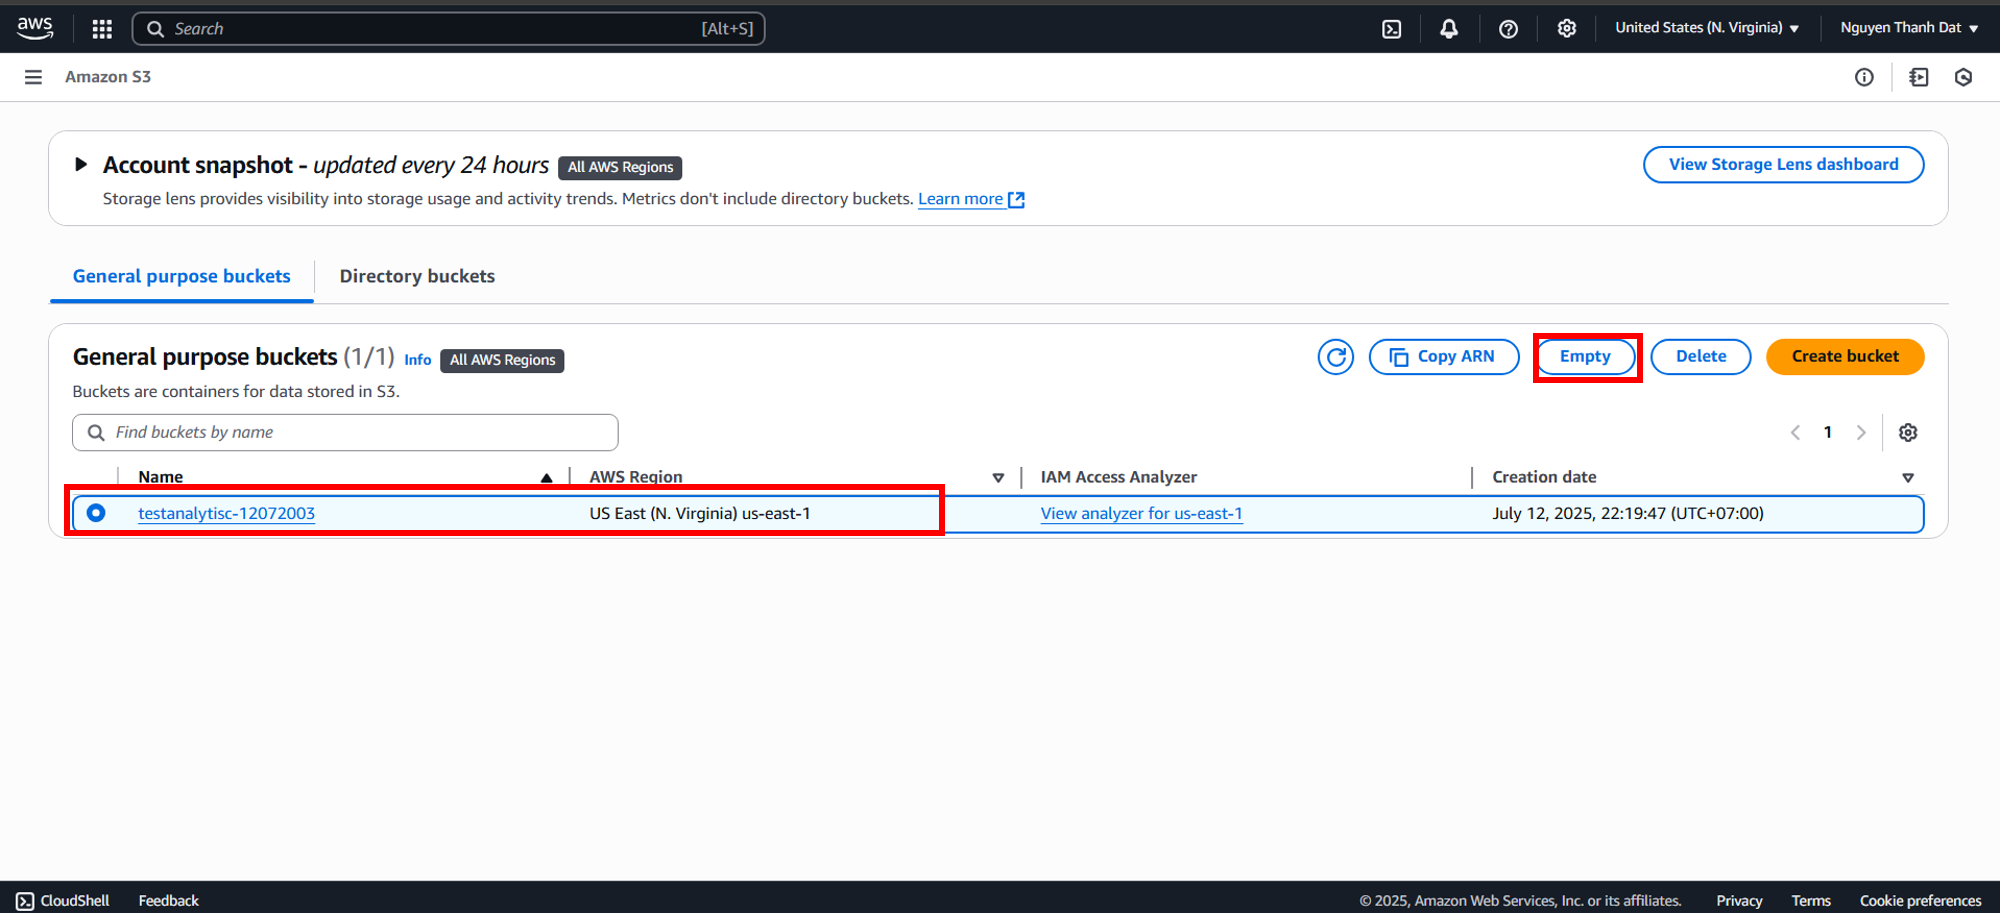 aws
Search [Alt+S]
United States (N. Virginia) Nguyen Thanh Dat
Amazon S3
Account snapshot - updated every 24 hours All AWS Regions
View Storage Lens dashboard
Storage lens provides visibility into storage usage and activity trends. Metrics don't include directory buckets. Learn more
General purpose buckets Directory buckets
General purpose buckets (1/1) Info All AWS Regions
Copy ARN Empty Delete Create bucket
Buckets are containers for data stored in S3.
Find buckets by name
1
Name AWS Region IAM Access Analyzer Creation date
testanalytisc-12072003 US East (N. Virginia) us-east-1 View analyzer for us-east-1 July 12, 2025, 22:19:47 (UTC+07:00)
CloudShell Feedback © 2025, Amazon Web Services, Inc. or its affiliates. Privacy Terms Cookie preferences